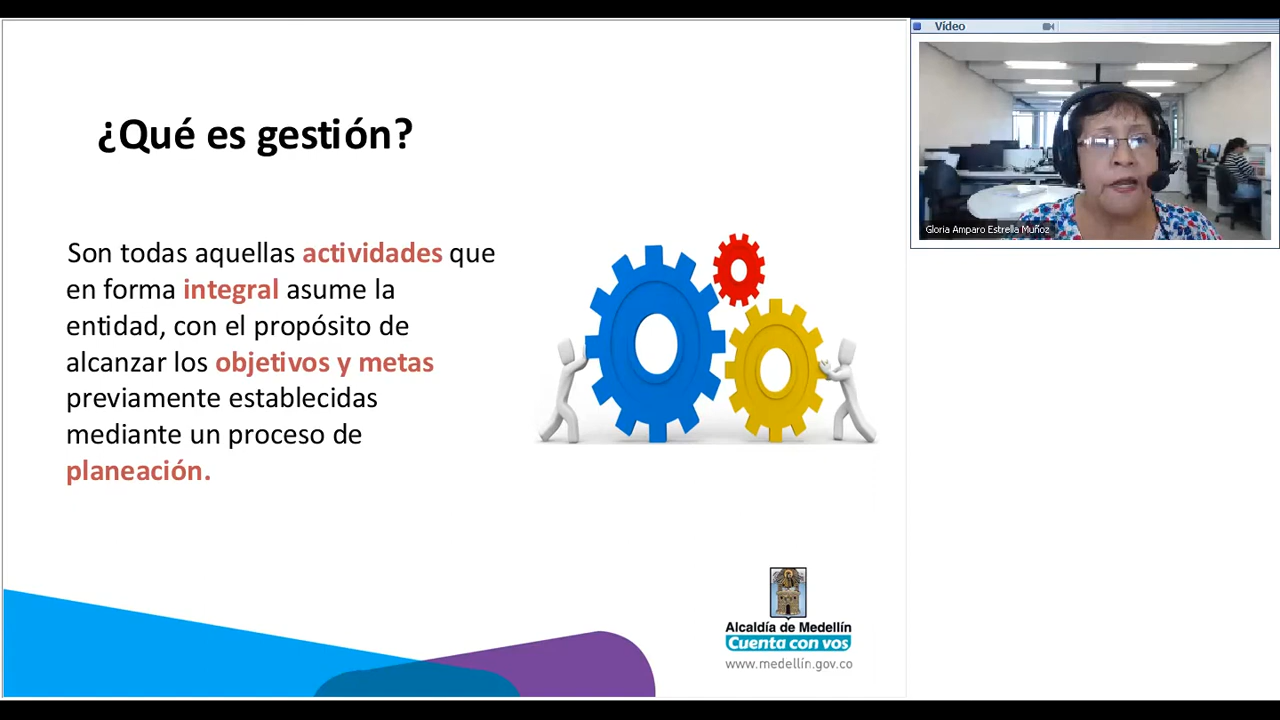 ¿Qué es gestión?
Son todas aquellas actividades que
en forma integral asume la
entidad, con el propósito de
alcanzar los objetivos y metas
previamente establecidas
mediante un proceso de
planeación.
Alcaldía de Medellín
Cuenta con vos
www.medellín.gov.co
Vídeo
Gloria Amparo Estrella Muñoz